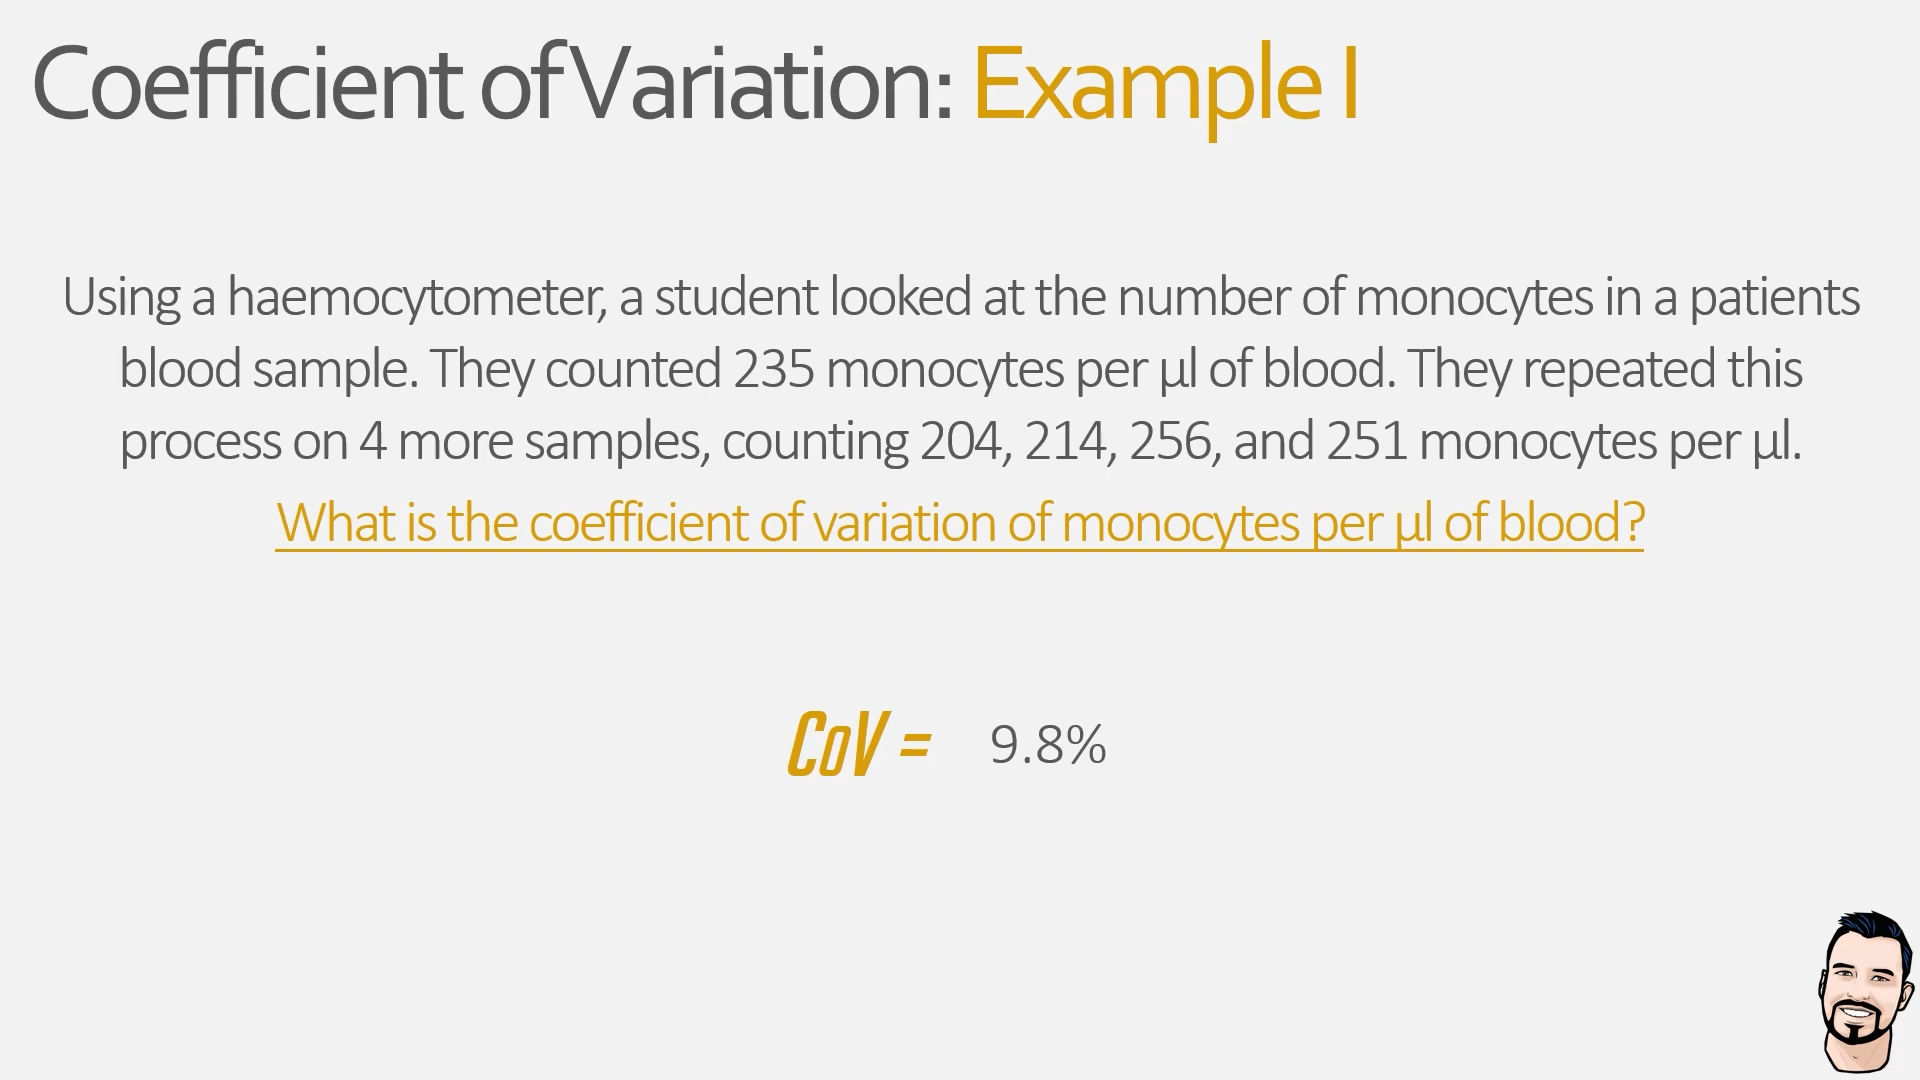 Coefficient of Variation: Example I
Using a haemocytometer, a student looked at the number of monocytes in a patients
blood sample. They counted 235 monocytes per µl of blood. They repeated this
process on 4 more samples, counting 204, 214, 256, and 251 monocytes per µl.
What is the coefficient of variation of monocytes per µl of blood?
CoV = 9.8%